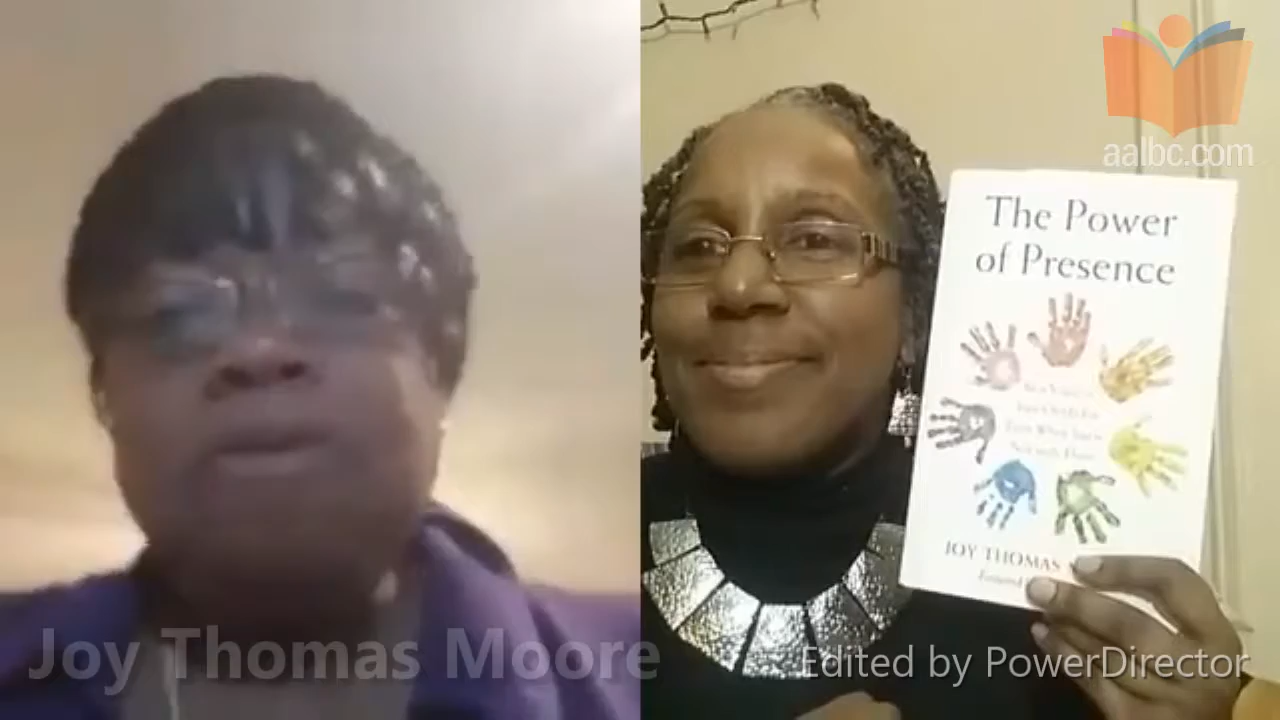 aalbc.com
The Power
of Presence
JOY THOMAS
Joy Thomas Moore
Edited by PowerDirector